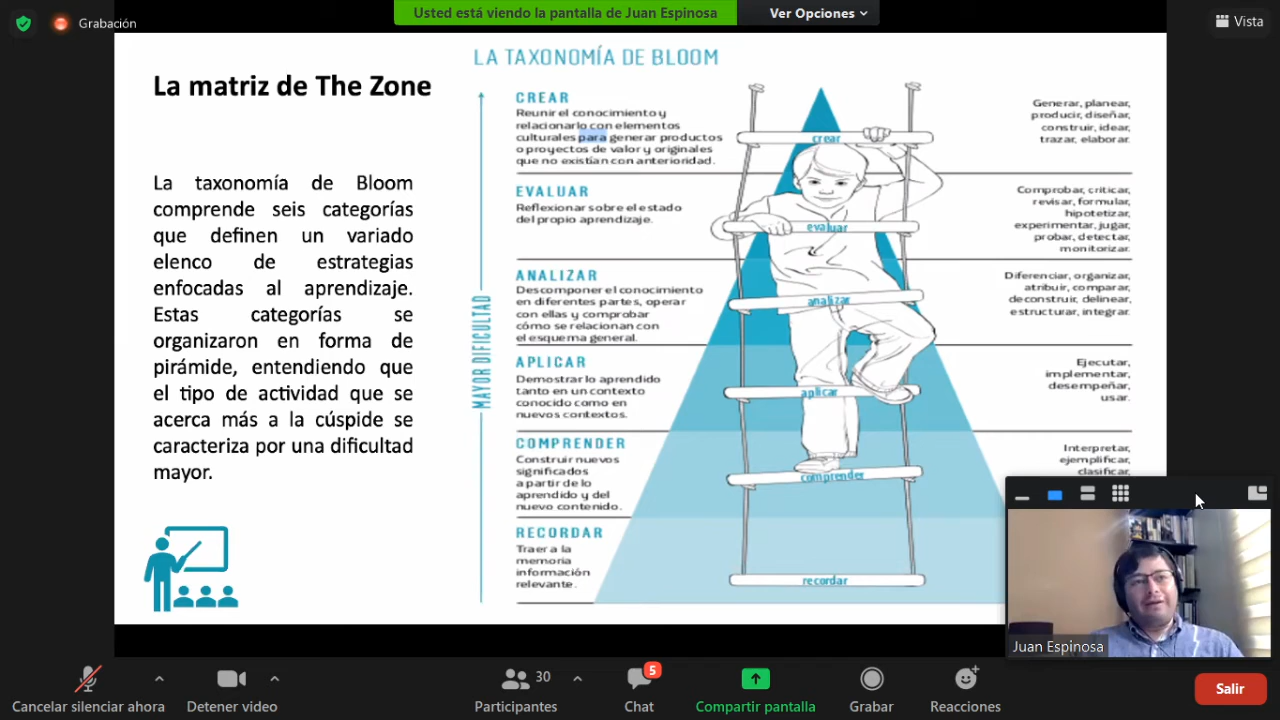 Grabación
Usted está viendo la pantalla de Juan Espinosa
Ver Opciones
Vista
La matriz de The Zone
La taxonomía de Bloom
comprende seis categorías
que definen un variado
elenco de estrategias
enfocadas al aprendizaje.
Estas categorías se
organizaron en forma de
pirámide, entendiendo que
el tipo de actividad que se
acerca más a la cúspide se
caracteriza por una dificultad
mayor.
LA TAXONOMÍA DE BLOOM
MAYOR DIFICULTAD
CREAR
Reunir el conocimiento y
relacionarlo con elementos
culturales para generar productos
o proyectos de valor y originales
que no existían con anterioridad.
crear
Generar, planear,
producir, diseñar,
construir, idear,
trazar, elaborar.
EVALUAR
Reflexionar sobre el estado
del propio aprendizaje.
evaluar
Comprobar, criticar,
revisar, formular,
hipotetizar,
experimentar, jugar,
probar, detectar,
monitorizar.
ANALIZAR
Descomponer el conocimiento
en diferentes partes, operar
con ellas y comprobar
cómo se relacionan con
el esquema general.
analizar
Diferenciar, organizar,
atribuir, comparar,
deconstruir, delinear,
estructurar, integrar.
APLICAR
Demostrar lo aprendido
tanto en un contexto
conocido como en
nuevos contextos.
aplicar
Ejecutar,
implementar,
desempeñar,
usar.
COMPRENDER
Construir nuevos
significados
a partir de lo
aprendido y del
nuevo contenido.
comprender
Interpretar,
ejemplificar,
clasificar,
RECORDAR
Traer a la
memoria
información
relevante.
recordar
Juan Espinosa
Cancelar silenciar ahora
Detener video
Participantes
30
Chat
5
Compartir pantalla
Grabar
Reacciones
Salir